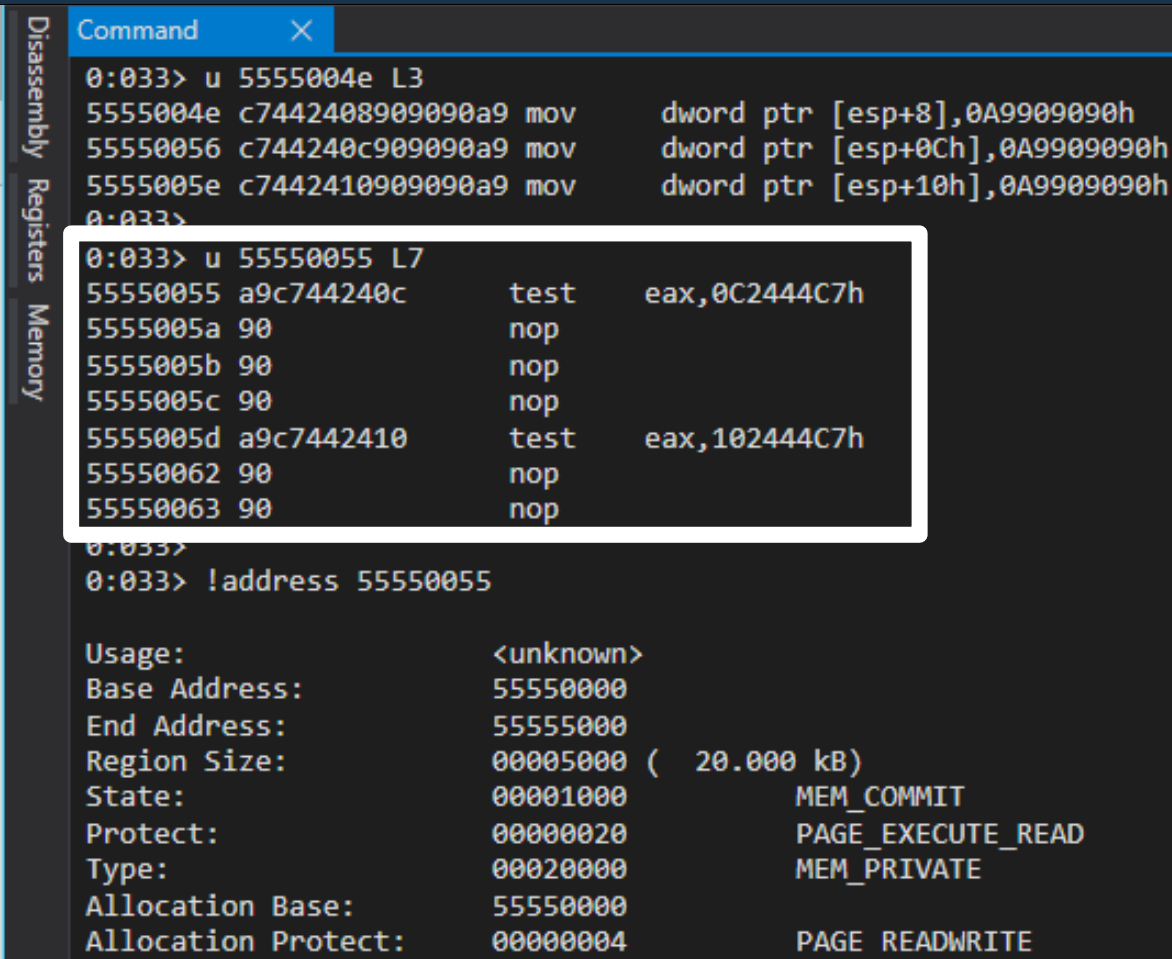 Disassembly
Registers
Memory
Command ×
0:033> u 5555004e L3
5555004e c7442408909090a9 mov dword ptr [esp+8],0A9909090h
55550056 c744240c909090a9 mov dword ptr [esp+0Ch],0A9909090h
5555005e c7442410909090a9 mov dword ptr [esp+10h],0A9909090h
0:033>
0:033> u 55550055 L7
55550055 a9c744240c test eax,0C2444C7h
5555005a 90 nop
5555005b 90 nop
5555005c 90 nop
5555005d a9c7442410 test eax,102444C7h
55550062 90 nop
55550063 90 nop
0:033>
0:033> !address 55550055
Usage: <unknown>
Base Address: 55550000
End Address: 55555000
Region Size: 00005000 ( 20.000 kB)
State: 00001000 MEM_COMMIT
Protect: 00000020 PAGE_EXECUTE_READ
Type: 00020000 MEM_PRIVATE
Allocation Base: 55550000
Allocation Protect: 00000004 PAGE_READWRITE